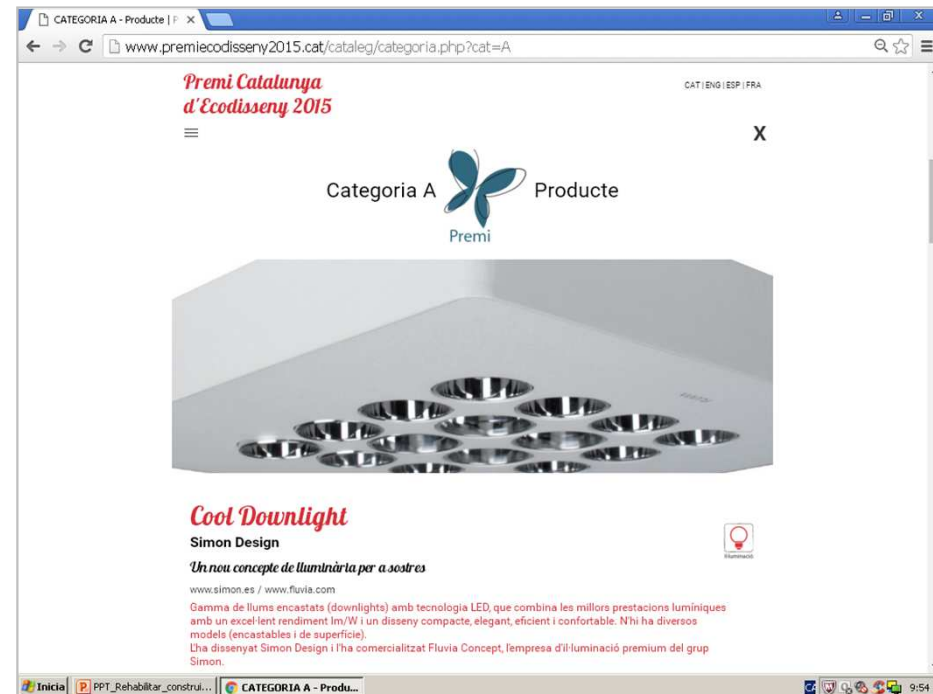 CATEGORIA A - Producte | P
www.premiecodisseny2015.cat/cataleg/categoria.php?cat=A
Premi Catalunya
d'Ecodisseny 2015
CAT | ENG | ESP | FRA
X
Categoria A
Producte
Premi
Cool Downlight
Simon Design
Il·luminació
Un nou concepte de lluminària per a sostres
www.simon.es / www.fluvia.com
Gamma de llums encastats (downlights) amb tecnologia LED, que combina les millors prestacions lumíniques
amb un excel·lent rendiment lm/W i un disseny compacte, elegant, eficient i confortable. N'hi ha diversos
models (encastables i de superfície).
L'ha dissenyat Simon Design i l'ha comercialitzat Fluvia Concept, l'empresa d'il·luminació premium del grup
Simon.
Inicia
PPT_Rehabilitar_construi...
CATEGORIA A - Produ...
9:54